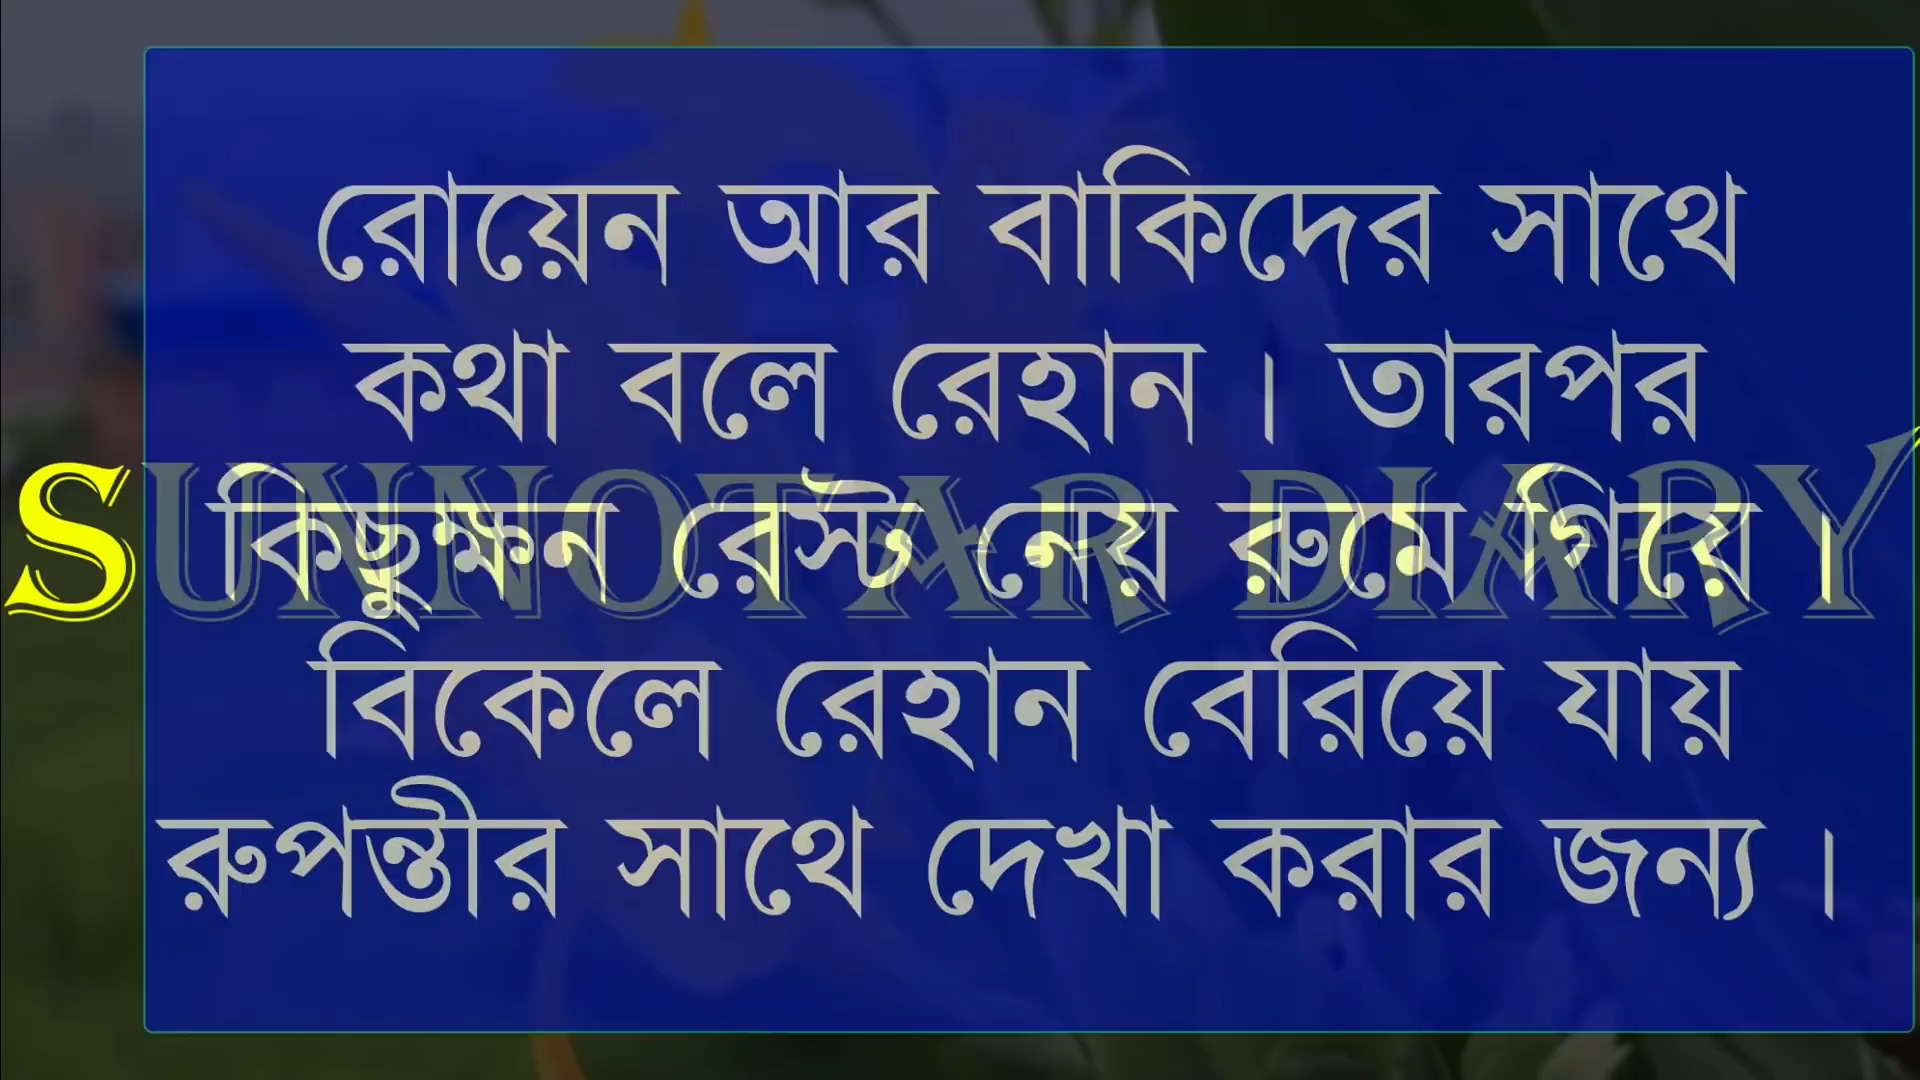 রোয়েন আর বাকিদের সাথে
কথা বলে রেহান । তারপর
কিছুক্ষন রেস্ট নেয় রুমে গিয়ে ।
SUNNOTAR DIARY
বিকেলে রেহান বেরিয়ে যায়
রুপন্তীর সাথে দেখা করার জন্য ।